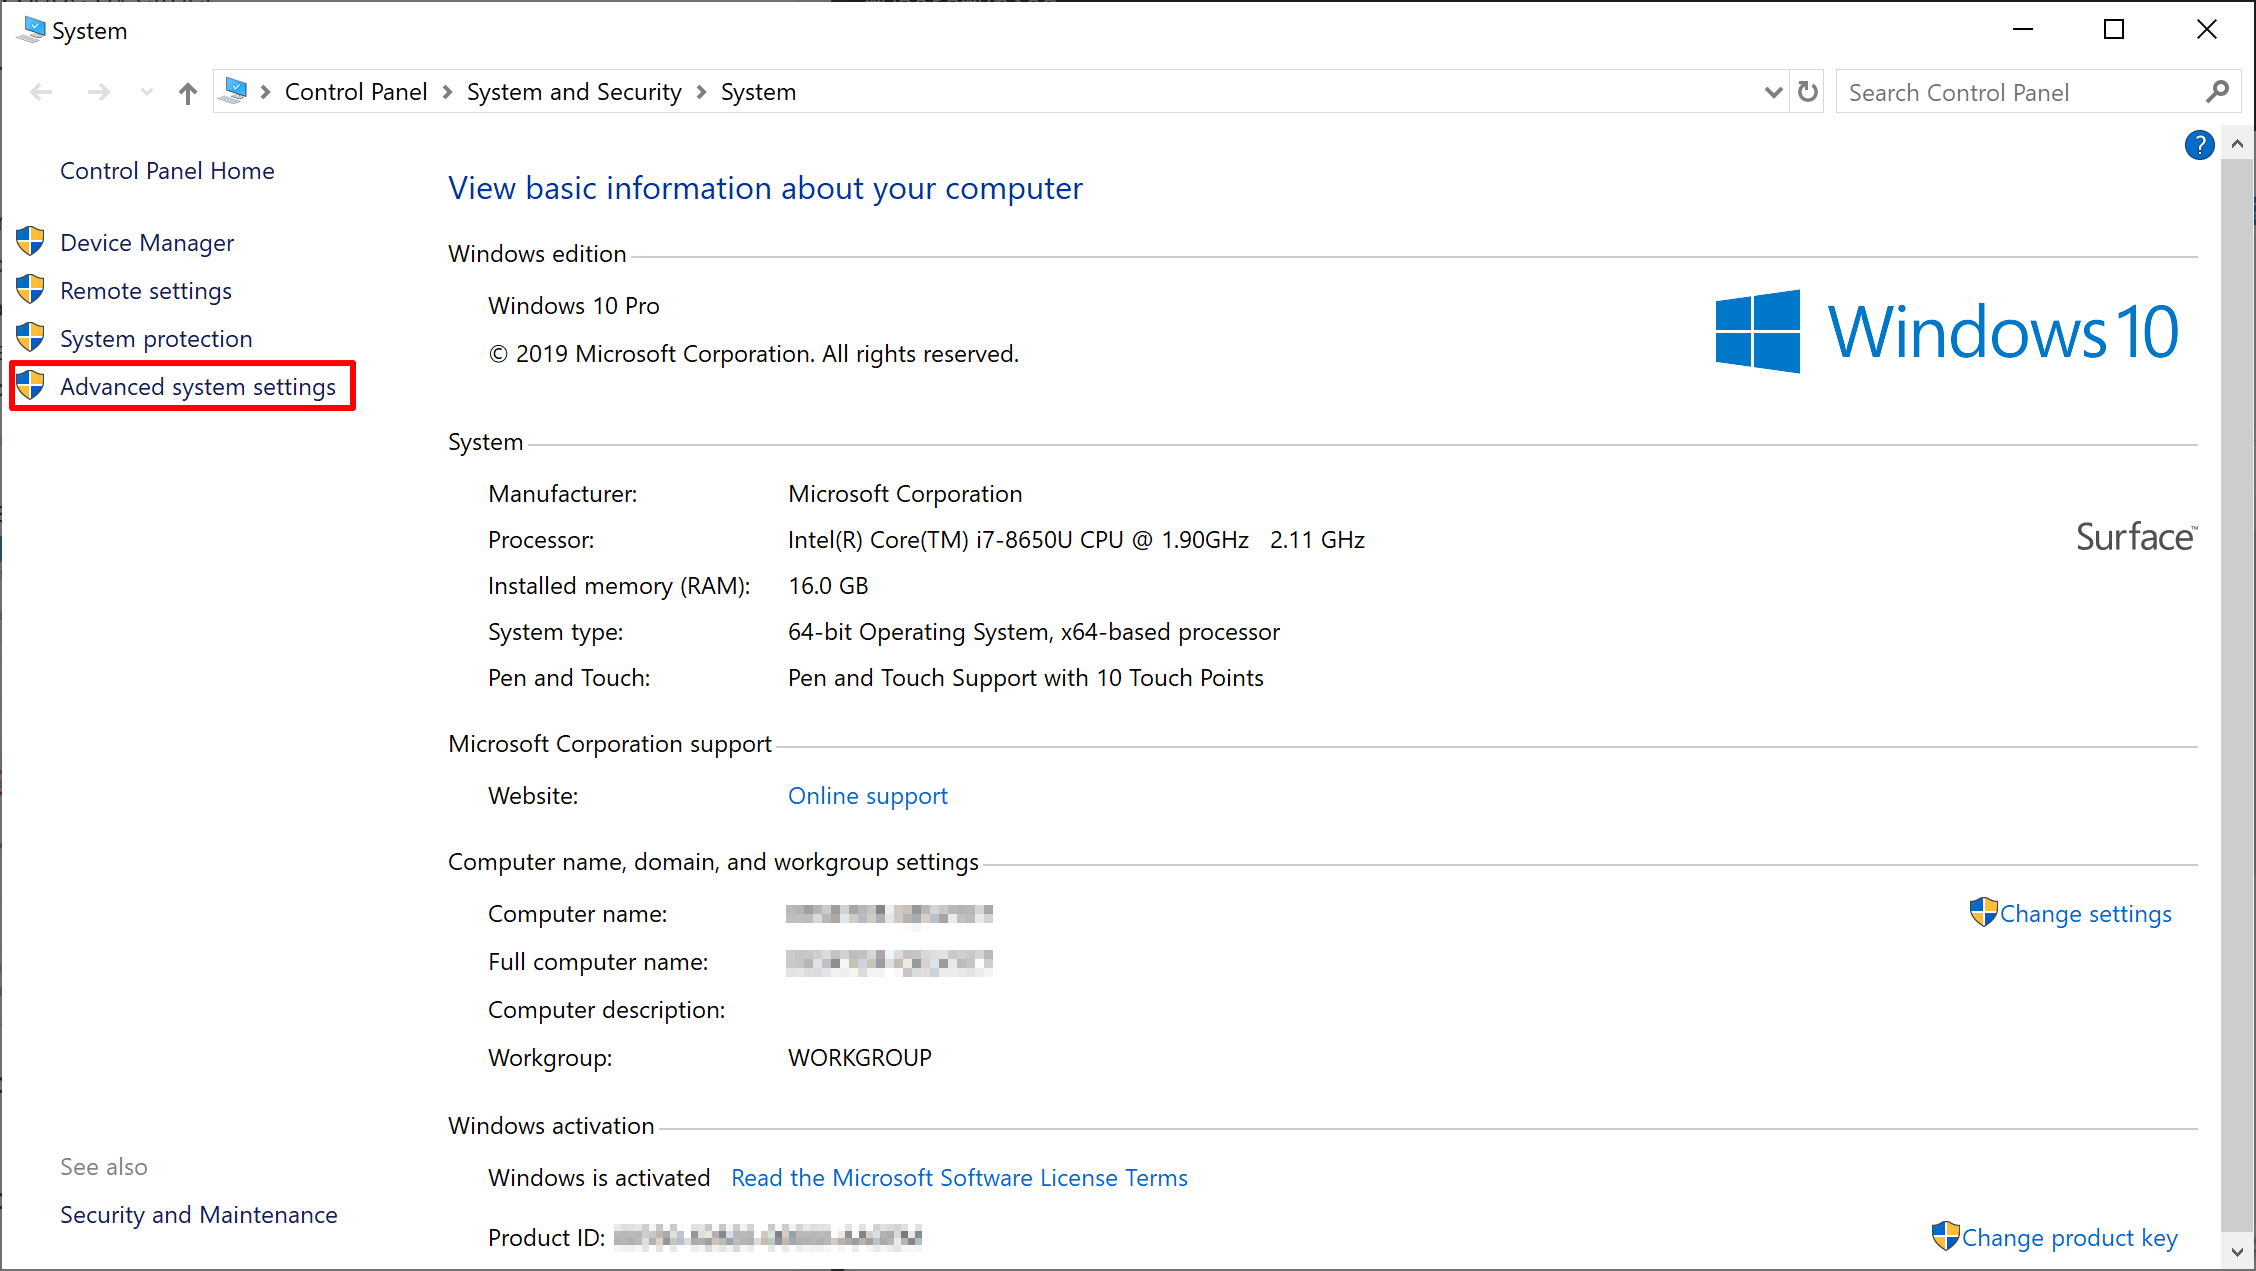 System
Control Panel > System and Security > System
Search Control Panel
?
Control Panel Home
Device Manager
Remote settings
System protection
Advanced system settings
View basic information about your computer
Windows edition
Windows 10 Pro
© 2019 Microsoft Corporation. All rights reserved.
Windows 10
System
Manufacturer: Microsoft Corporation
Processor: Intel(R) Core(TM) i7-8650U CPU @ 1.90GHz 2.11 GHz
Installed memory (RAM): 16.0 GB
System type: 64-bit Operating System, x64-based processor
Pen and Touch: Pen and Touch Support with 10 Touch Points
Surface™
Microsoft Corporation support
Website: Online support
Computer name, domain, and workgroup settings
Computer name:
Change settings
Full computer name:
Computer description:
Workgroup: WORKGROUP
Windows activation
Windows is activated Read the Microsoft Software License Terms
Product ID:
Change product key
See also
Security and Maintenance